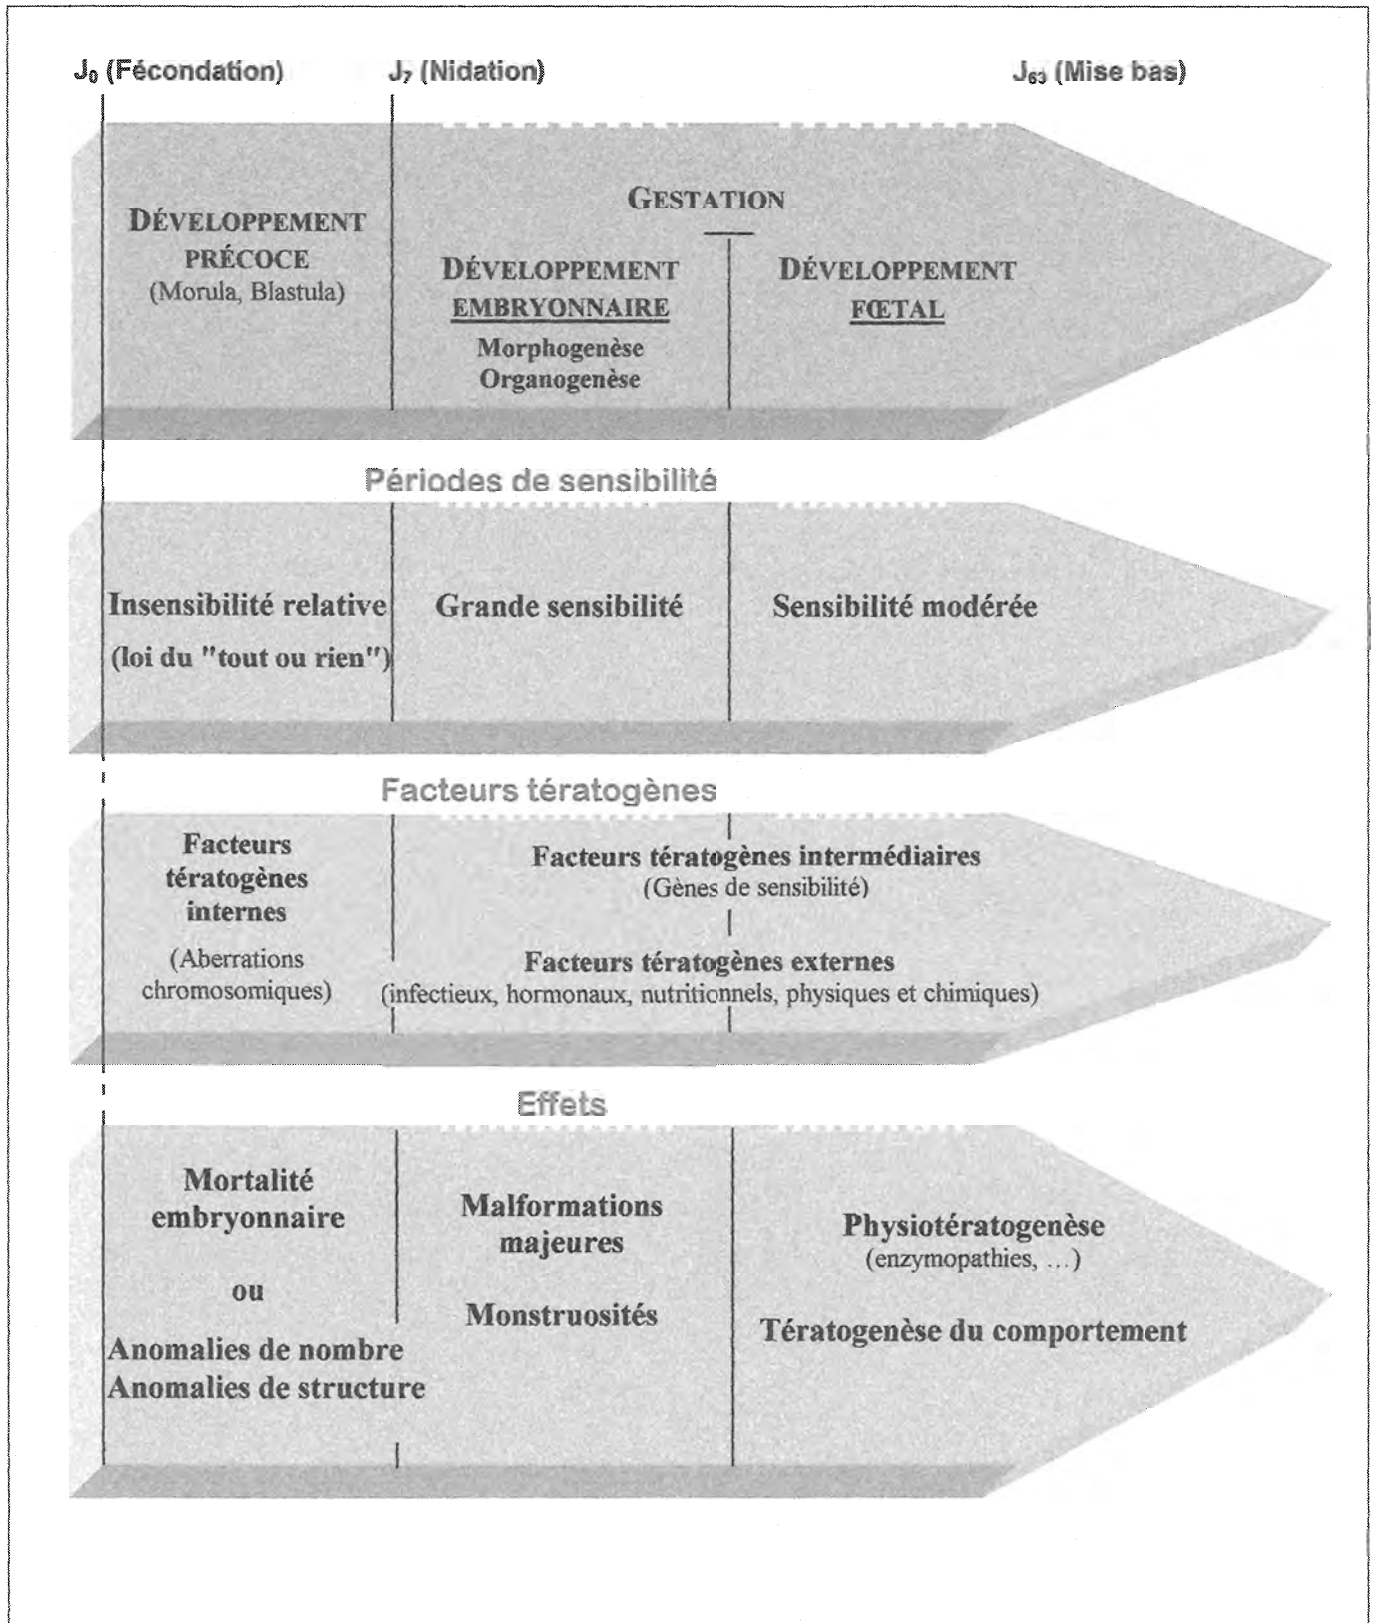 J₀ (Fécondation) J₇ (Nidation) J₆₃ (Mise bas)
GESTATION
DÉVELOPPEMENT
PRÉCOCE
(Morula, Blastula)
DÉVELOPPEMENT
EMBRYONNAIRE
Morphogenèse
Organogenèse
DÉVELOPPEMENT
FŒTAL
Périodes de sensibilité
Insensibilité relative
(loi du "tout ou rien")
Grande sensibilité
Sensibilité modérée
Facteurs tératogènes
Facteurs
tératogènes
internes
(Aberrations
chromosomiques)
Facteurs tératogènes intermédiaires
(Gènes de sensibilité)
Facteurs tératogènes externes
(infectieux, hormonaux, nutritionnels, physiques et chimiques)
Effets
Mortalité
embryonnaire
ou
Anomalies de nombre
Anomalies de structure
Malformations
majeures
Monstruosités
Physiotératogenèse
(enzymopathies, ...)
Tératogenèse du comportement